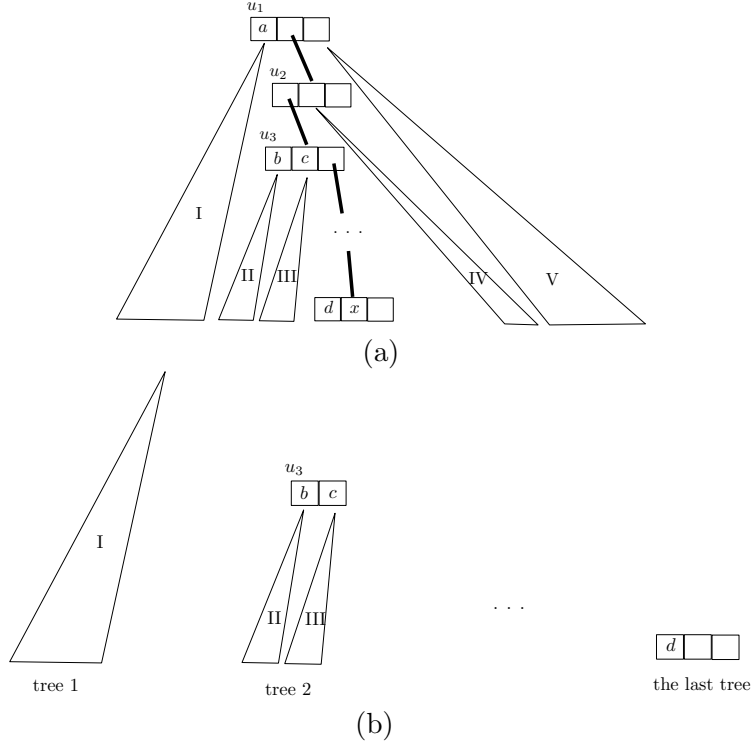 u₁
a
u₂
u₃
b c
I
. . .
II III IV V
d x
(a)
I
u₃
b c
II III
. . .
d
tree 1
tree 2
the last tree
(b)